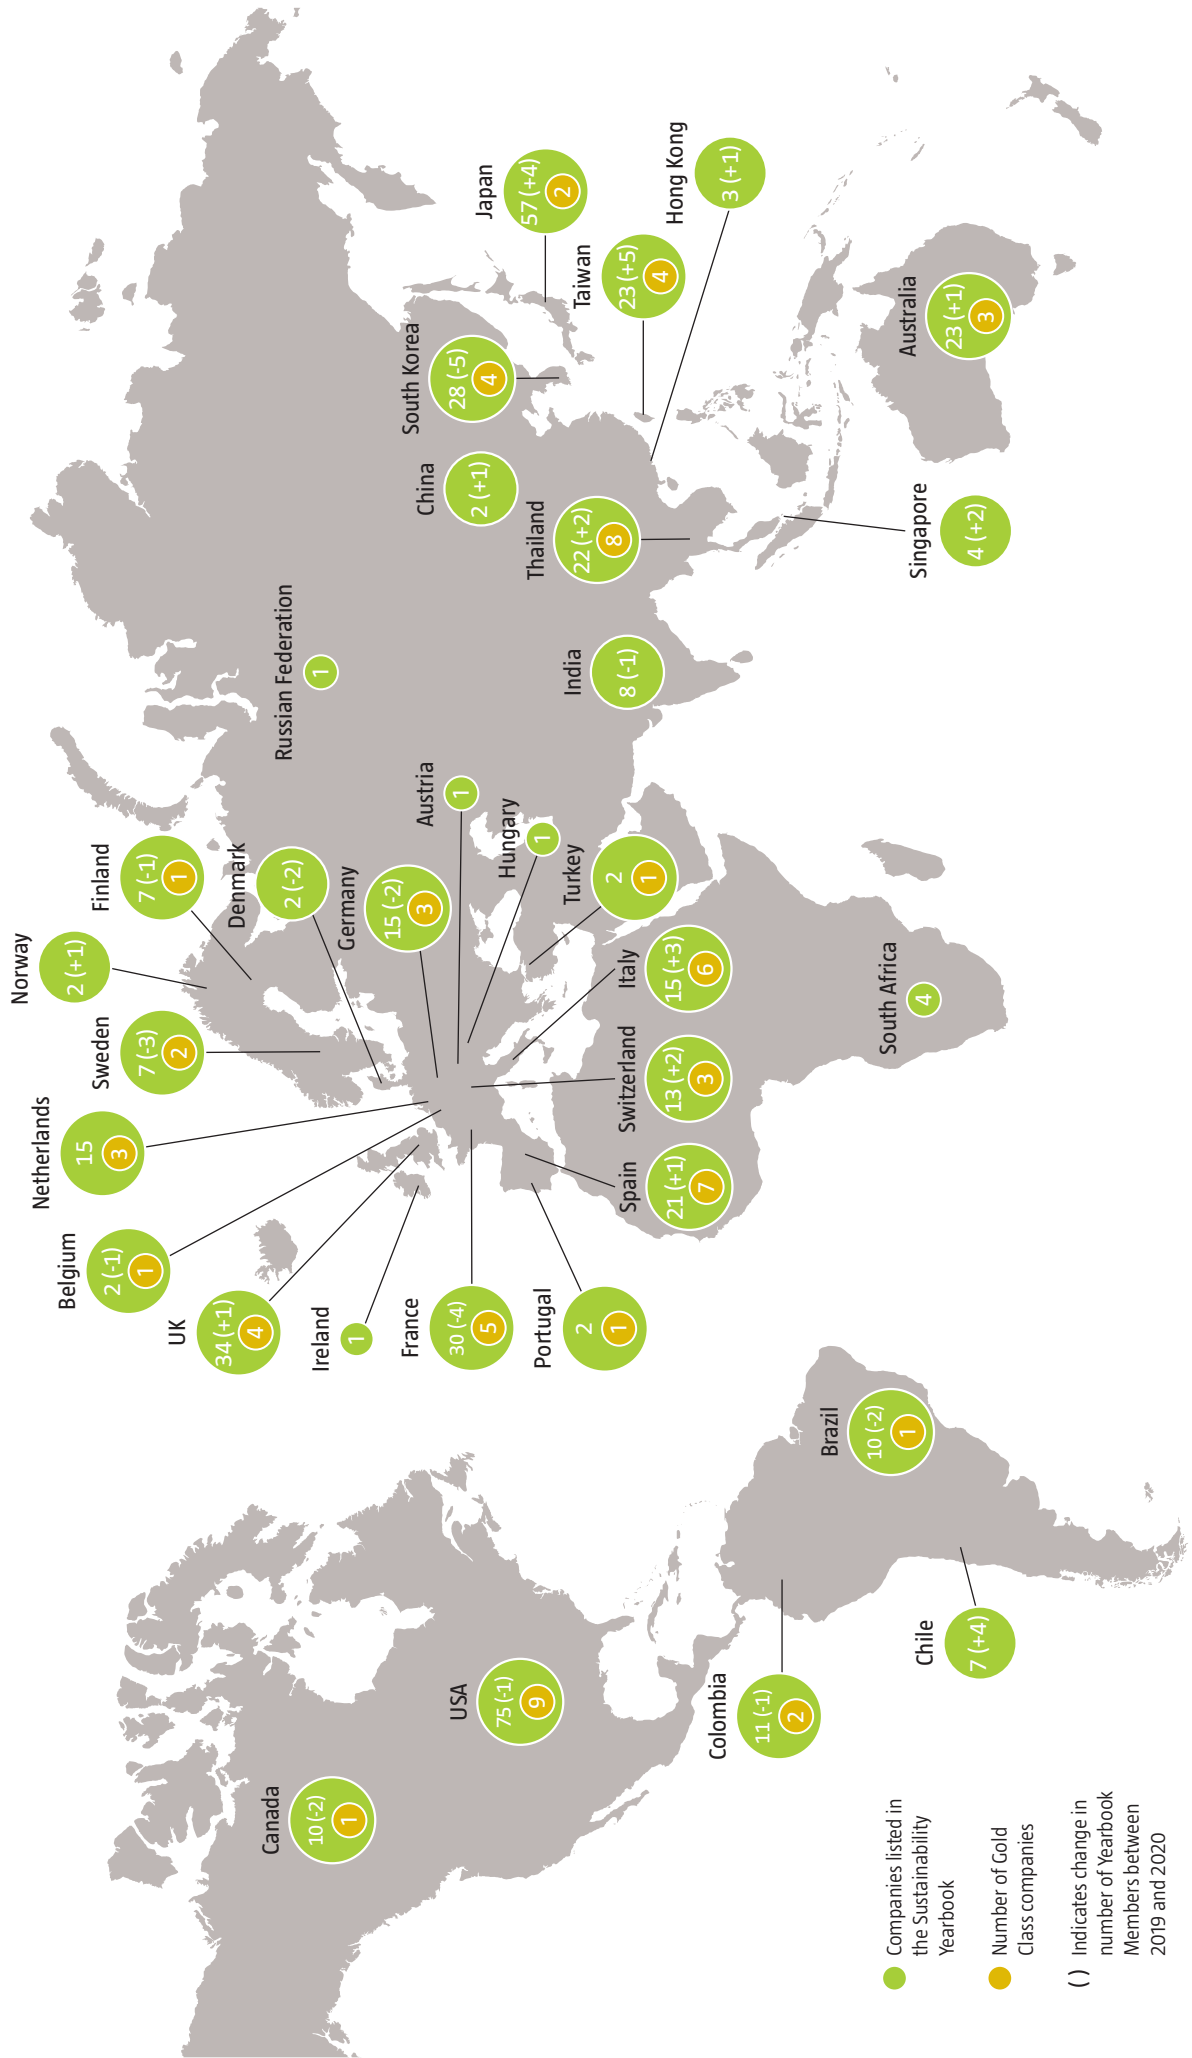 Canada
10 (-2)
1
USA
75 (-1)
9
Colombia
11 (-1)
2
Chile
7 (+4)
Brazil
10 (-2)
1
Norway
2 (+1)
Finland
7 (-1)
1
Sweden
7 (-3)
2
Denmark
2 (-2)
Netherlands
15
3
Belgium
2 (-1)
1
UK
34 (+1)
4
Ireland
1
France
30 (-4)
5
Portugal
2
1
Germany
15 (-2)
3
Austria
1
Hungary
1
Turkey
2
1
Italy
15 (+3)
6
Switzerland
13 (+2)
3
Spain
21 (+1)
7
South Africa
4
Russian Federation
1
India
8 (-1)
China
2 (+1)
Thailand
22 (+2)
8
South Korea
28 (-5)
4
Japan
57 (+4)
2
Taiwan
23 (+5)
4
Hong Kong
3 (+1)
Singapore
4 (+2)
Australia
23 (+1)
3
Companies listed in
the Sustainability
Yearbook
Number of Gold
Class companies
( ) Indicates change in
number of Yearbook
Members between
2019 and 2020